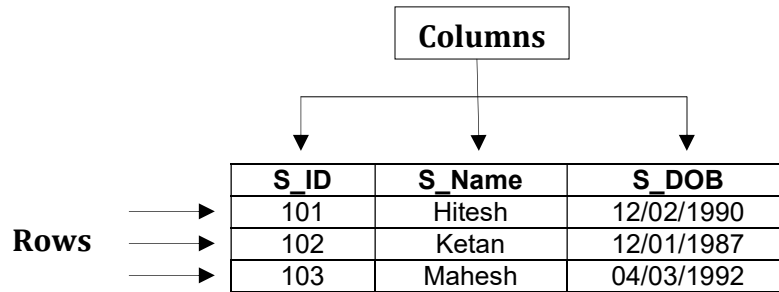 Columns
S_ID S_Name S_DOB
101 Hitesh 12/02/1990
Rows 102 Ketan 12/01/1987
103 Mahesh 04/03/1992